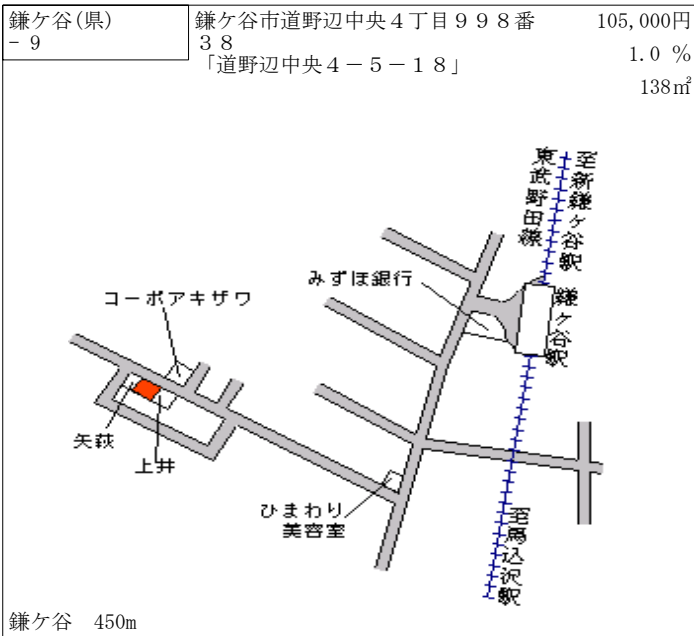 鎌ケ谷(県)
－9
鎌ケ谷市道野辺中央４丁目９９８番
３８
「道野辺中央４－５－１８」
105,000円
1.0 %
138㎡
至新鎌ヶ谷駅
東武野田線
みずほ銀行
鎌ヶ谷駅
コーポアキザワ
矢萩
上井
ひまわり
美容室
至馬込沢駅
鎌ケ谷　450m